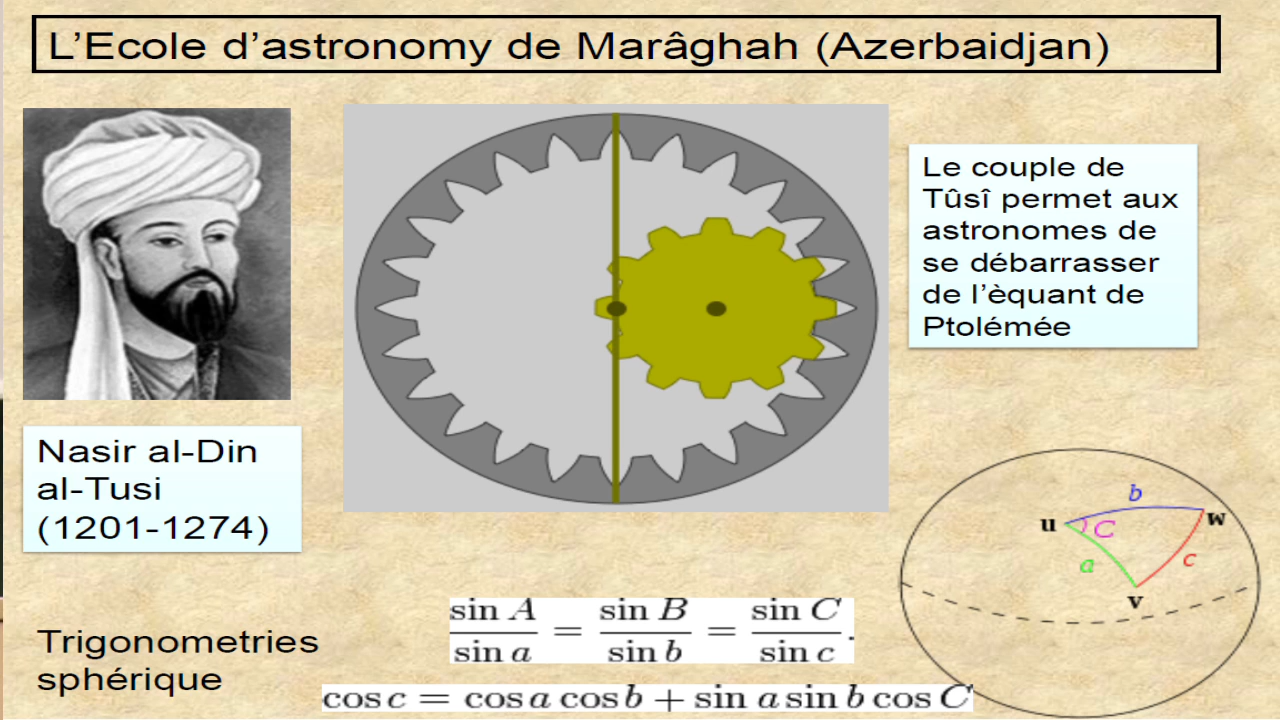 L'Ecole d'astronomy de Marâghah (Azerbaidjan)
Le couple de
Tûsî permet aux
astronomes de
se débarrasser
de l'èquant de
Ptolémée
Nasir al-Din
al-Tusi
(1201-1274)
b
u
C
w
a
c
v
Trigonometries
sphérique
sin A / sin a = sin B / sin b = sin C / sin c.
cos c = cos a cos b + sin a sin b cos C